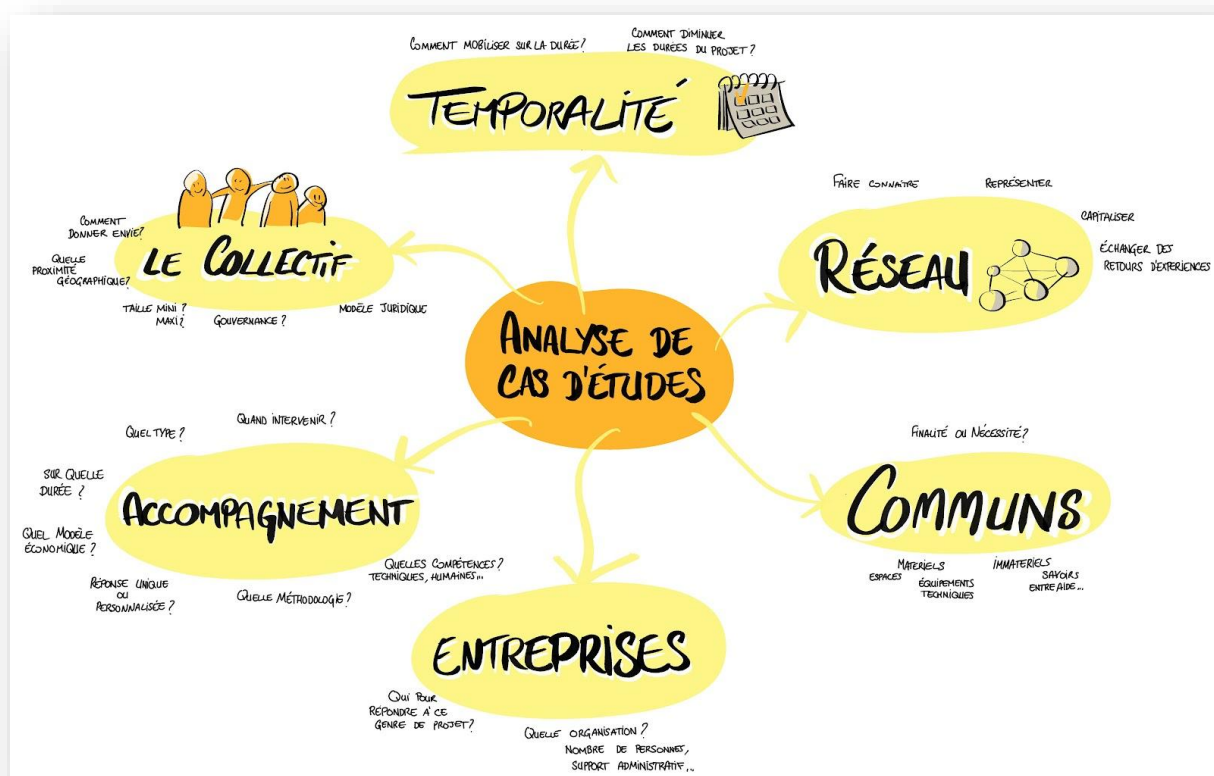 COMMENT MOBILISER SUR LA DURÉE?
COMMENT DIMINUER
LES DURÉES DU PROJET?
TEMPORALITÉ
COMMENT
DONNER ENVIE?
QUELLE
PROXIMITÉ
GÉOGRAPHIQUE?
LE COLLECTIF
TAILLE MINI?
MAXI?
GOUVERNANCE?
MODÈLE JURIDIQUE
FAIRE CONNAITRE
REPRÉSENTER
CAPITALISER
ÉCHANGER DES
RETOURS D'EXPERIENCES
RÉSEAU
ANALYSE DE
CAS D'ÉTUDES
QUEL TYPE?
QUAND INTERVENIR?
SUR QUELLE
DURÉE?
ACCOMPAGNEMENT
QUEL MODÈLE
ÉCONOMIQUE?
RÉPONSE UNIQUE
OU
PERSONNALISÉE?
QUELLE MÉTHODOLOGIE?
QUELLES COMPÉTENCES?
TECHNIQUES, HUMAINES...
FINALITÉ OU NÉCESSITÉ?
COMMUNS
MATERIELS
ESPACES
ÉQUIPEMENTS
TECHNIQUES
IMMATERIELS
SAVOIRS
ENTRE AIDE...
ENTREPRISES
QUI POUR
RÉPONDRE A' CE
GENRE DE PROJET?
QUELLE ORGANISATION?
NOMBRE DE PERSONNES,
SUPPORT ADMINISTRATIF...